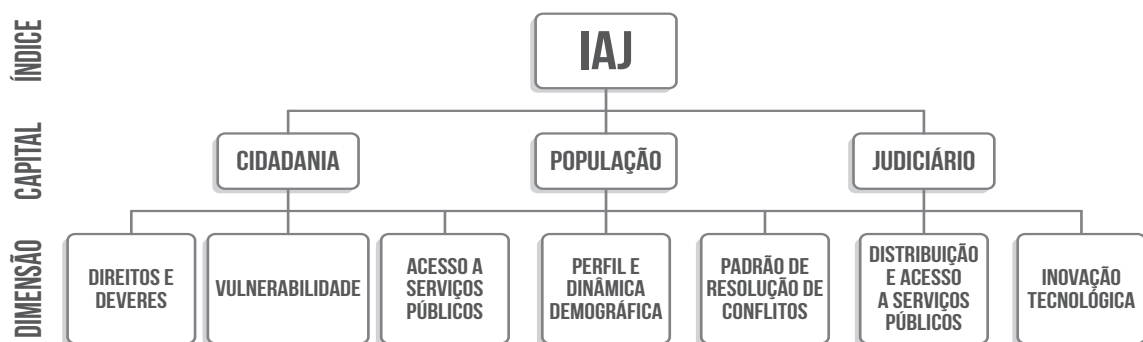 ÍNDICE
IAJ
CAPITAL
CIDADANIA
POPULAÇÃO
JUDICIÁRIO
DIMENSÃO
DIREITOS E
DEVERES
VULNERABILIDADE
ACESSO A
SERVIÇOS
PÚBLICOS
PERFIL E
DINÂMICA
DEMOGRÁFICA
PADRÃO DE
RESOLUÇÃO DE
CONFLITOS
DISTRIBUIÇÃO
E ACESSO
A SERVIÇOS
PÚBLICOS
INOVAÇÃO
TECNOLÓGICA